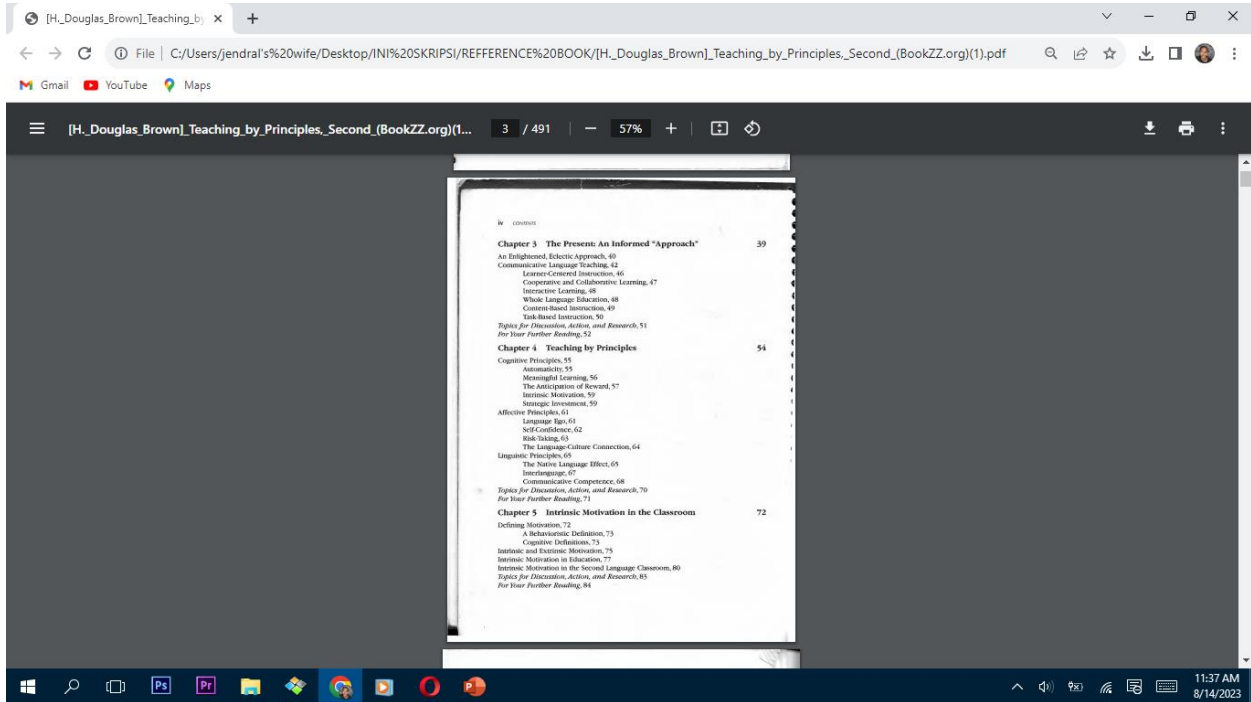 [H._Douglas_Brown]_Teaching_by
File
C:/Users/jendral's%20wife/Desktop/INI%20SKRIPSI/REFFERENCE%20BOOK/[H._Douglas_Brown]_Teaching_by_Principles,_Second_(BookZZ.org)(1).pdf
Gmail YouTube Maps
[H._Douglas_Brown]_Teaching_by_Principles,_Second_(BookZZ.org)(1... 3 / 491 57%
iv CONTENTS
Chapter 3 The Present: An Informed "Approach" 39
An Enlightened, Eclectic Approach, 40
Communicative Language Teaching, 42
Learner-Centered Instruction, 46
Cooperative and Collaborative Learning, 47
Interactive Learning, 48
Whole Language Education, 48
Content-Based Instruction, 49
Task-Based Instruction, 50
Topics for Discussion, Action, and Research, 51
For Your Further Reading, 52
Chapter 4 Teaching by Principles 54
Cognitive Principles, 55
Automaticity, 55
Meaningful Learning, 56
The Anticipation of Reward, 57
Intrinsic Motivation, 59
Strategic Investment, 59
Affective Principles, 61
Language Ego, 61
Self-Confidence, 62
Risk-Taking, 63
The Language-Culture Connection, 64
Linguistic Principles, 65
The Native Language Effect, 65
Interlanguage, 67
Communicative Competence, 68
Topics for Discussion, Action, and Research, 70
For Your Further Reading, 71
Chapter 5 Intrinsic Motivation in the Classroom 72
Defining Motivation, 72
A Behavioristic Definition, 73
Cognitive Definitions, 73
Intrinsic and Extrinsic Motivation, 75
Intrinsic Motivation in Education, 77
Intrinsic Motivation in the Second Language Classroom, 80
Topics for Discussion, Action, and Research, 83
For Your Further Reading, 84
Ps Pr
11:37 AM
8/14/2023